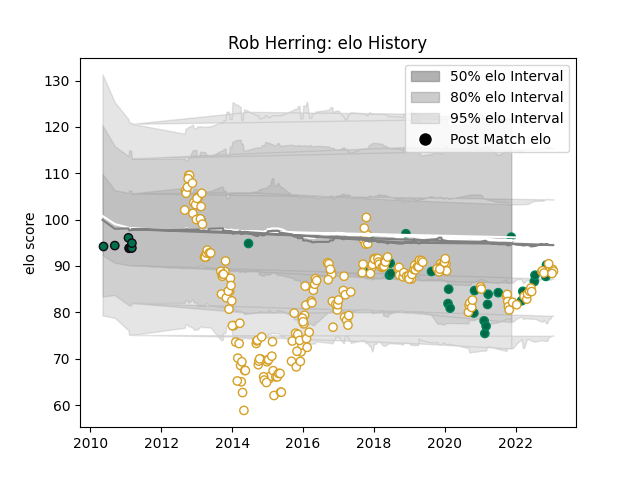 Rob Herring: elo History
50% elo Interval
80% elo Interval
95% elo Interval
Post Match elo
elo score
130
120
110
100
90
80
70
60
2010 2012 2014 2016 2018 2020 2022